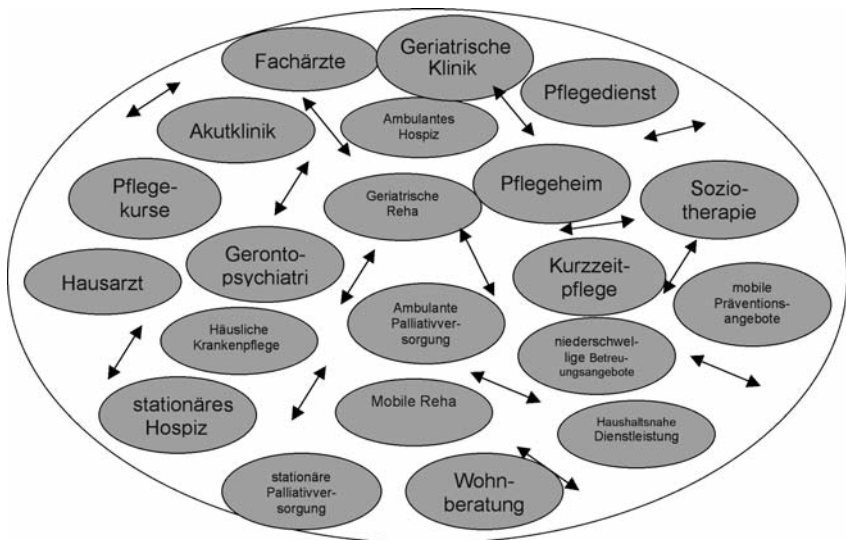 Fachärzte
Geriatrische
Klinik
Pflegedienst
Akutklinik
Ambulantes
Hospiz
Pflege-
kurse
Geriatrische
Reha
Pflegeheim
Sozio-
therapie
Hausarzt
Geronto-
psychiatri
Kurzzeit-
pflege
mobile
Präventions-
angebote
Häusliche
Krankenpflege
Ambulante
Palliativver-
sorgung
niederschwel-
lige Betreu-
ungsangebote
stationäres
Hospiz
Mobile Reha
Haushaltsnahe
Dienstleistung
stationäre
Palliativver-
sorgung
Wohn-
beratung